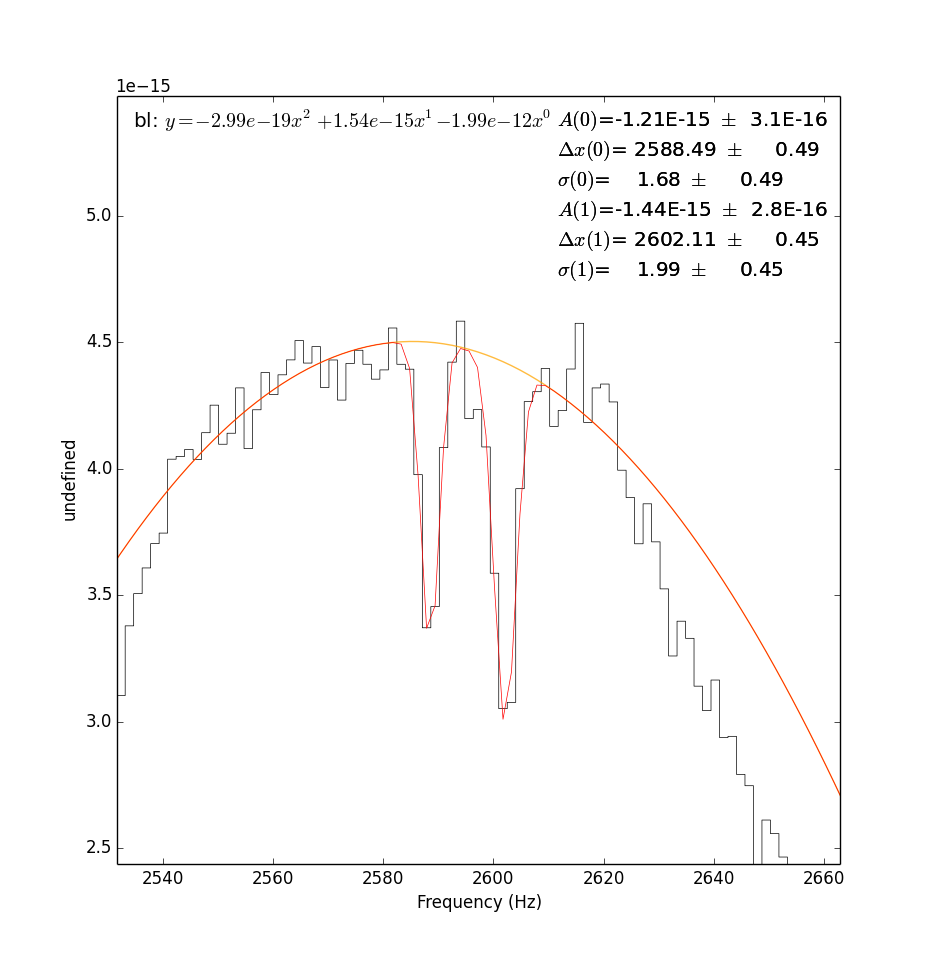 1e−15
bl: y=−2.99e−19x² +1.54e−15x¹ −1.99e−12x⁰
A(0)=-1.21E-15 ± 3.1E-16
Δx(0)= 2588.49 ± 0.49
σ(0)= 1.68 ± 0.49
A(1)=-1.44E-15 ± 2.8E-16
Δx(1)= 2602.11 ± 0.45
σ(1)= 1.99 ± 0.45
5.0
4.5
4.0
3.5
3.0
2.5
undefined
2540 2560 2580 2600 2620 2640 2660
Frequency (Hz)